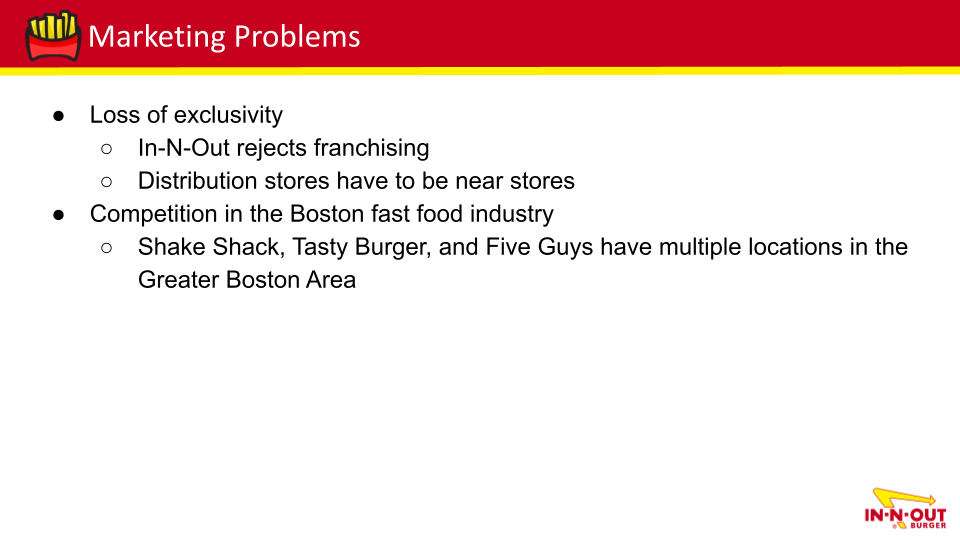 Marketing Problems
● Loss of exclusivity
○ In-N-Out rejects franchising
○ Distribution stores have to be near stores
● Competition in the Boston fast food industry
○ Shake Shack, Tasty Burger, and Five Guys have multiple locations in the
Greater Boston Area
IN-N-OUT
® BURGER